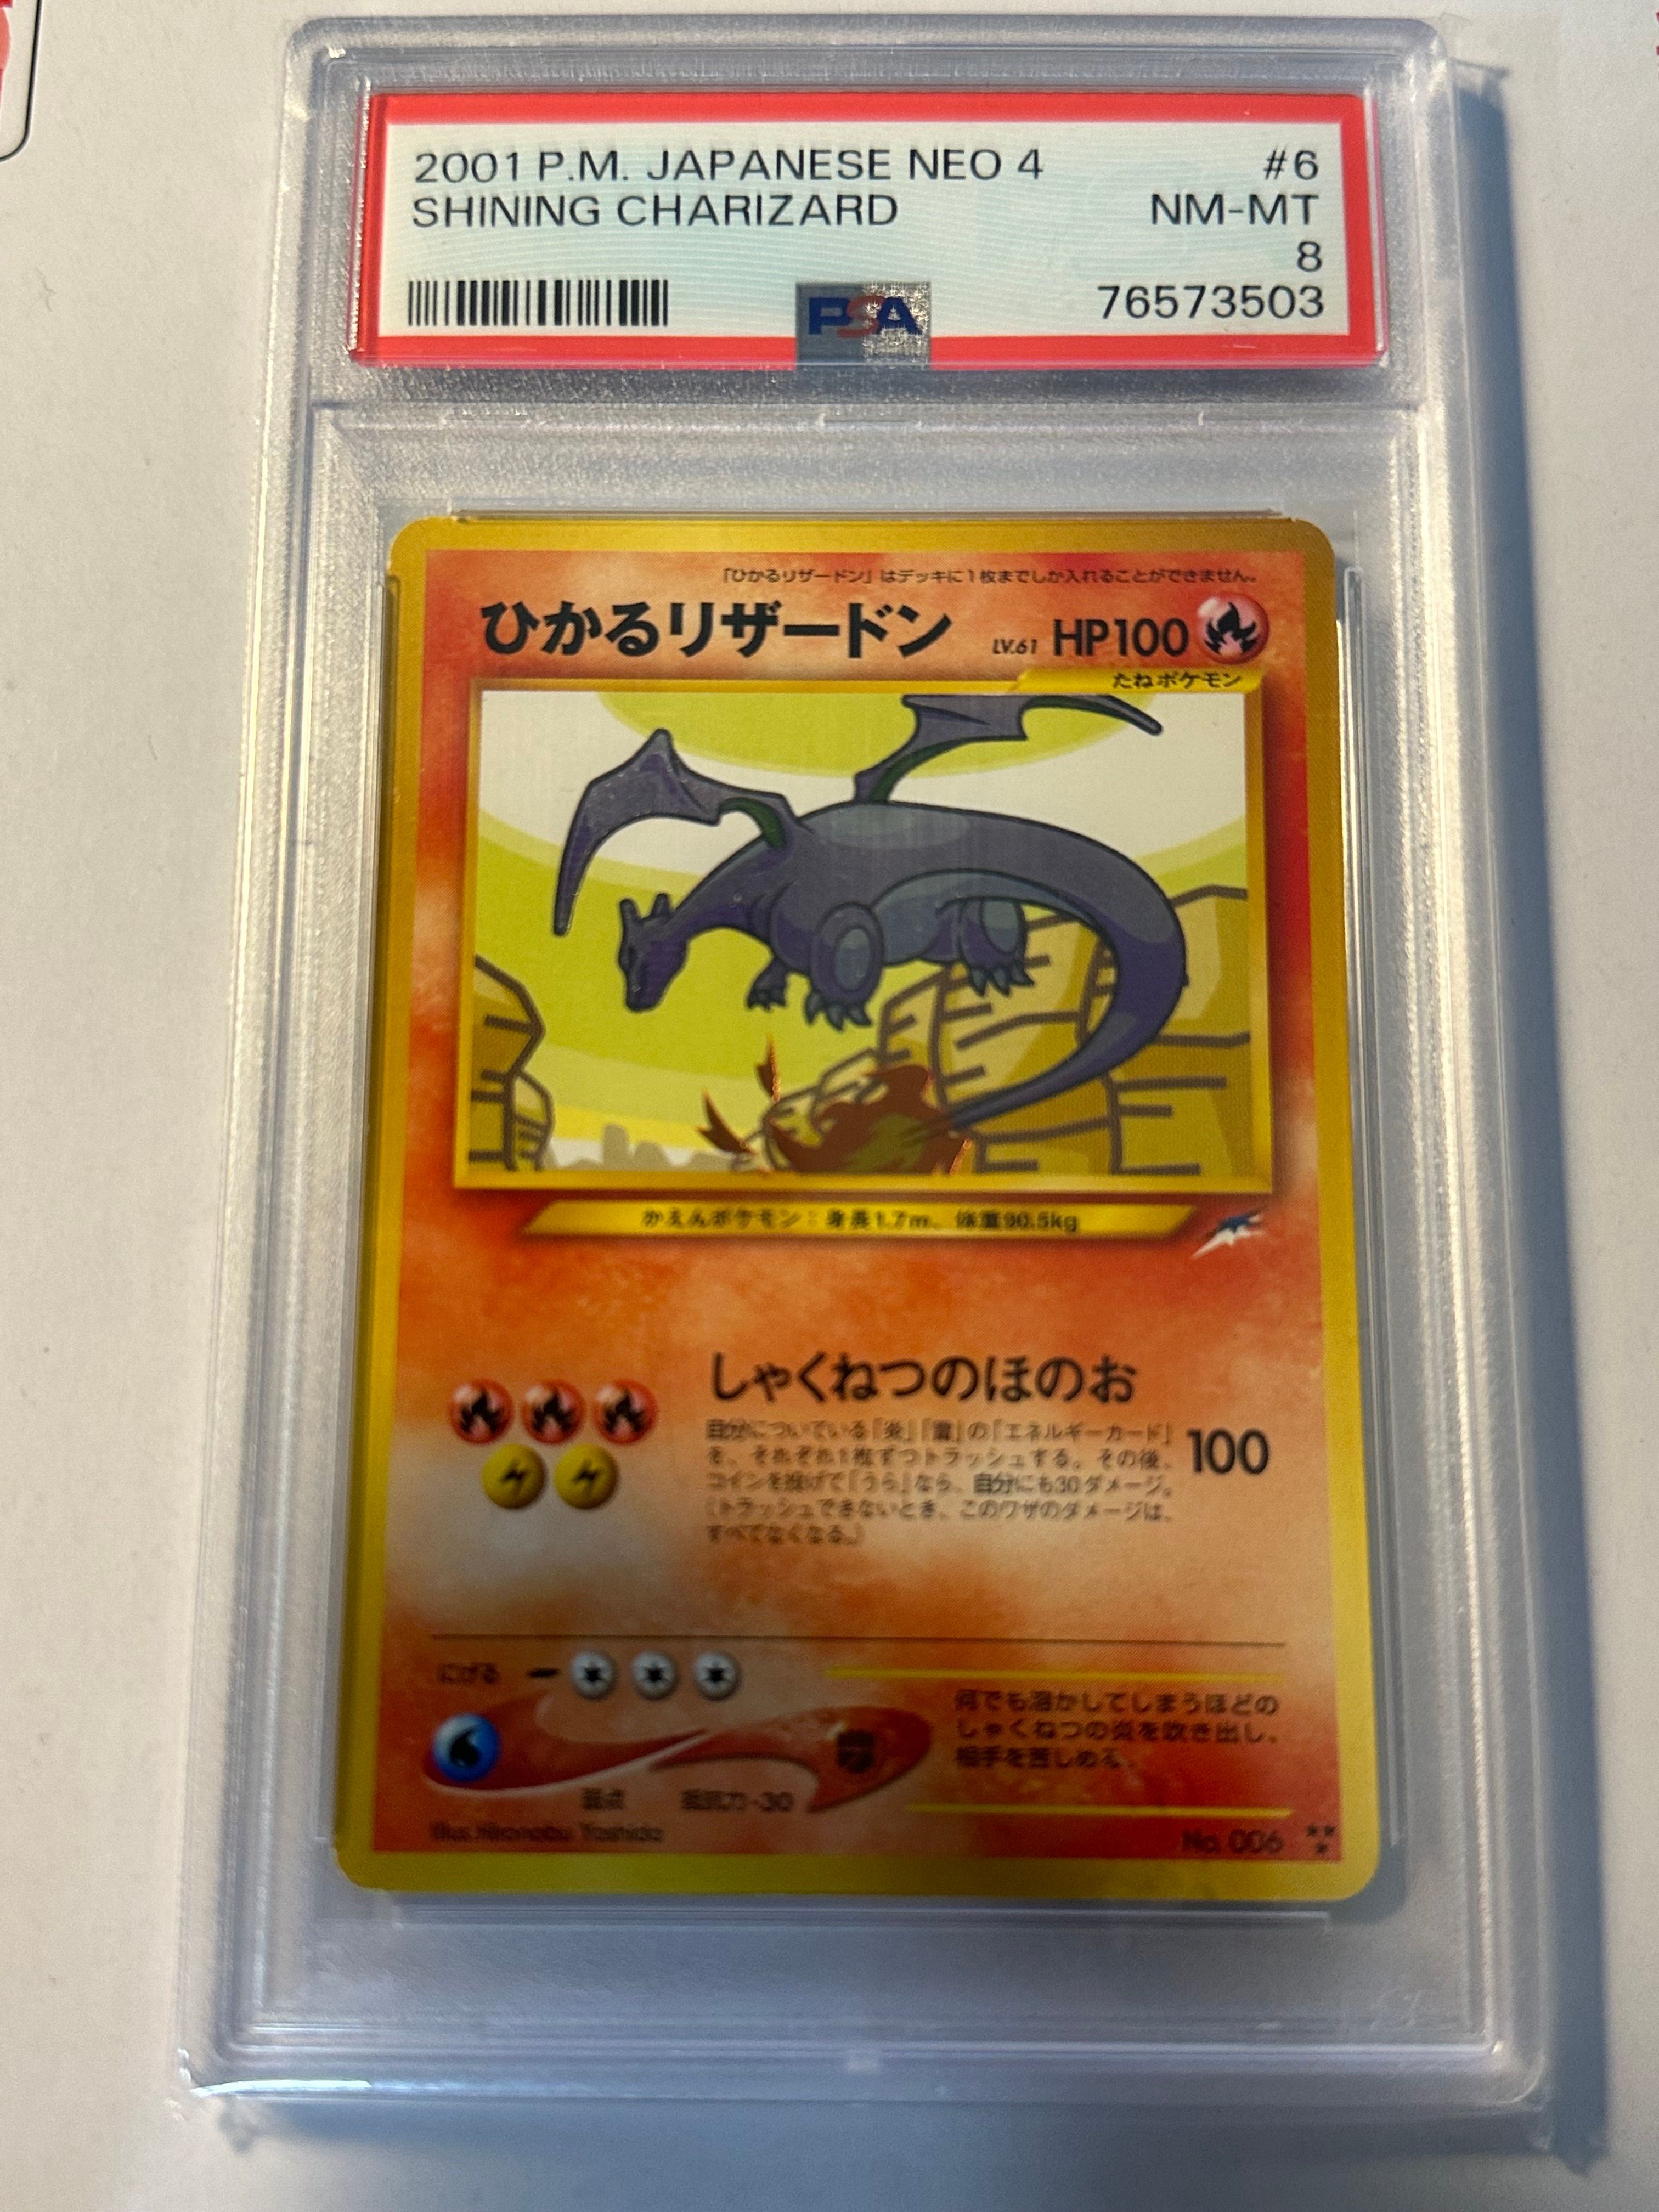 2001 P.M. JAPANESE NEO 4 #6
SHINING CHARIZARD NM-MT
8
PSA 76573503
「ひかるリザードン」はデッキに1枚までしか入れることができません。
ひかるリザードン LV.61 HP100
たねポケモン
かえんポケモン:身長1.7m、体重90.5kg
しゃくねつのほのお
自分についている「炎」「雷」の「エネルギーカード」
を、それぞれ1枚ずつトラッシュする。その後、
コインを投げて「うら」なら、自分にも30ダメージ。
(トラッシュできないとき、このワザのダメージは、
すべてなくなる。)
100
にげる
何でも溶かしてしまうほどの
しゃくねつの炎を吹き出し、
相手を苦しめる。
弱点 抵抗力 -30
Illus. Hironobu Yoshida No. 006